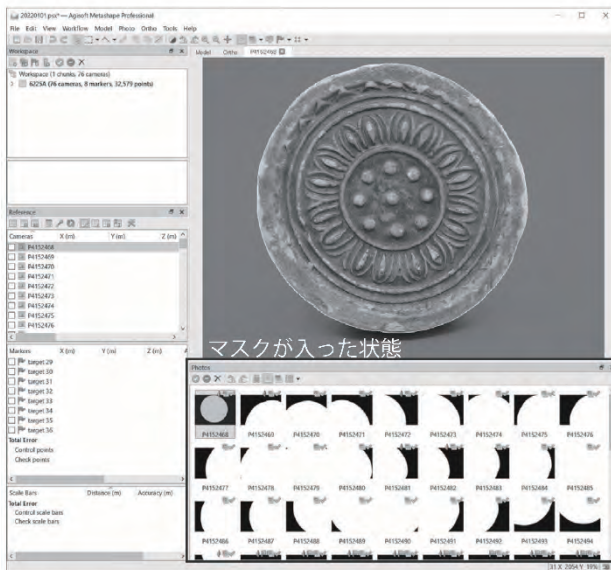 20220101.psx* — Agisoft Metashape Professional
File Edit View Workflow Model Photo Ortho Tools Help
Workspace
Workspace (1 chunks, 76 cameras)
6225A (76 cameras, 8 markers, 32,579 points)
Model Ortho P4152468
Reference
Cameras X (m) Y (m) Z (m)
P4152468
P4152469
P4152470
P4152471
P4152472
P4152473
P4152474
P4152475
P4152476
Markers X (m) Y (m) Z (m)
target 29
target 30
target 31
target 32
target 33
target 34
target 35
target 36
Total Error
Control points
Check points
Scale Bars Distance (m) Accuracy (m)
Total Error
Control scale bars
Check scale bars
マスクが入った状態
Photos
P4152468 P4152469 P4152470 P4152471 P4152472 P4152473 P4152474 P4152475 P4152476
P4152477 P4152478 P4152479 P4152480 P4152481 P4152482 P4152483 P4152484 P4152485
P4152486 P4152487 P4152488 P4152489 P4152490 P4152491 P4152492 P4152493 P4152494